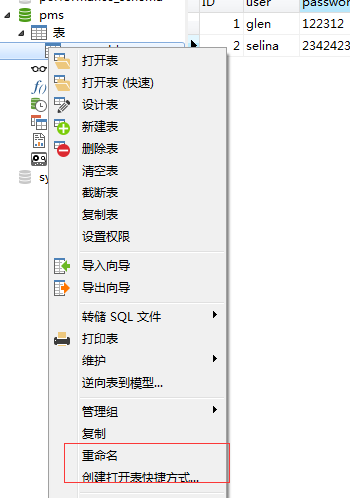 pms
表
ID user passwor
1 glen 122312
2 selina 2342423
打开表
打开表 (快速)
设计表
新建表
删除表
清空表
截断表
复制表
设置权限
导入向导
导出向导
转储 SQL 文件
打印表
维护
逆向表到模型...
管理组
复制
重命名
创建打开表快捷方式...